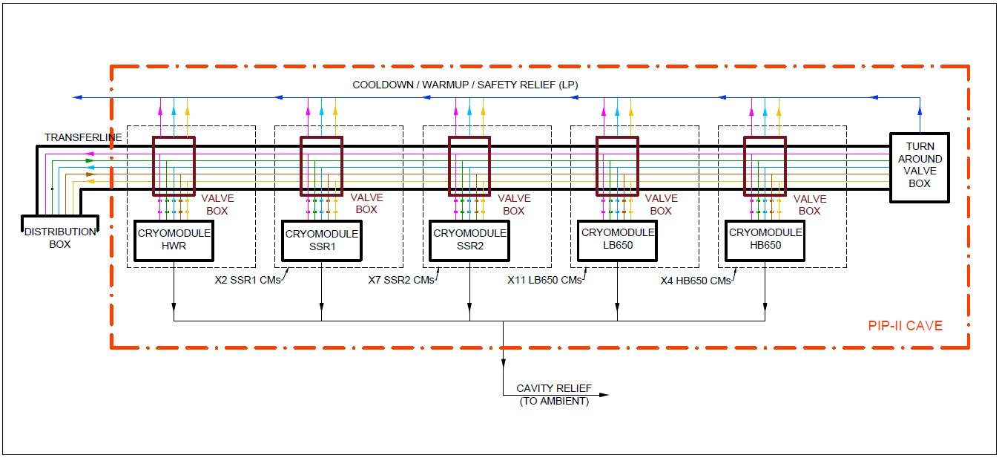 COOLDOWN / WARMUP / SAFETY RELIEF (LP)
TRANSFERLINE
TURN
AROUND
VALVE
BOX
VALVE
BOX
VALVE
BOX
VALVE
BOX
VALVE
BOX
VALVE
BOX
DISTRIBUTION
BOX
CRYOMODULE
HWR
CRYOMODULE
SSR1
CRYOMODULE
SSR2
CRYOMODULE
LB650
CRYOMODULE
HB650
X2 SSR1 CMs
X7 SSR2 CMs
X11 LB650 CMs
X4 HB650 CMs
PIP-II CAVE
CAVITY RELIEF
(TO AMBIENT)